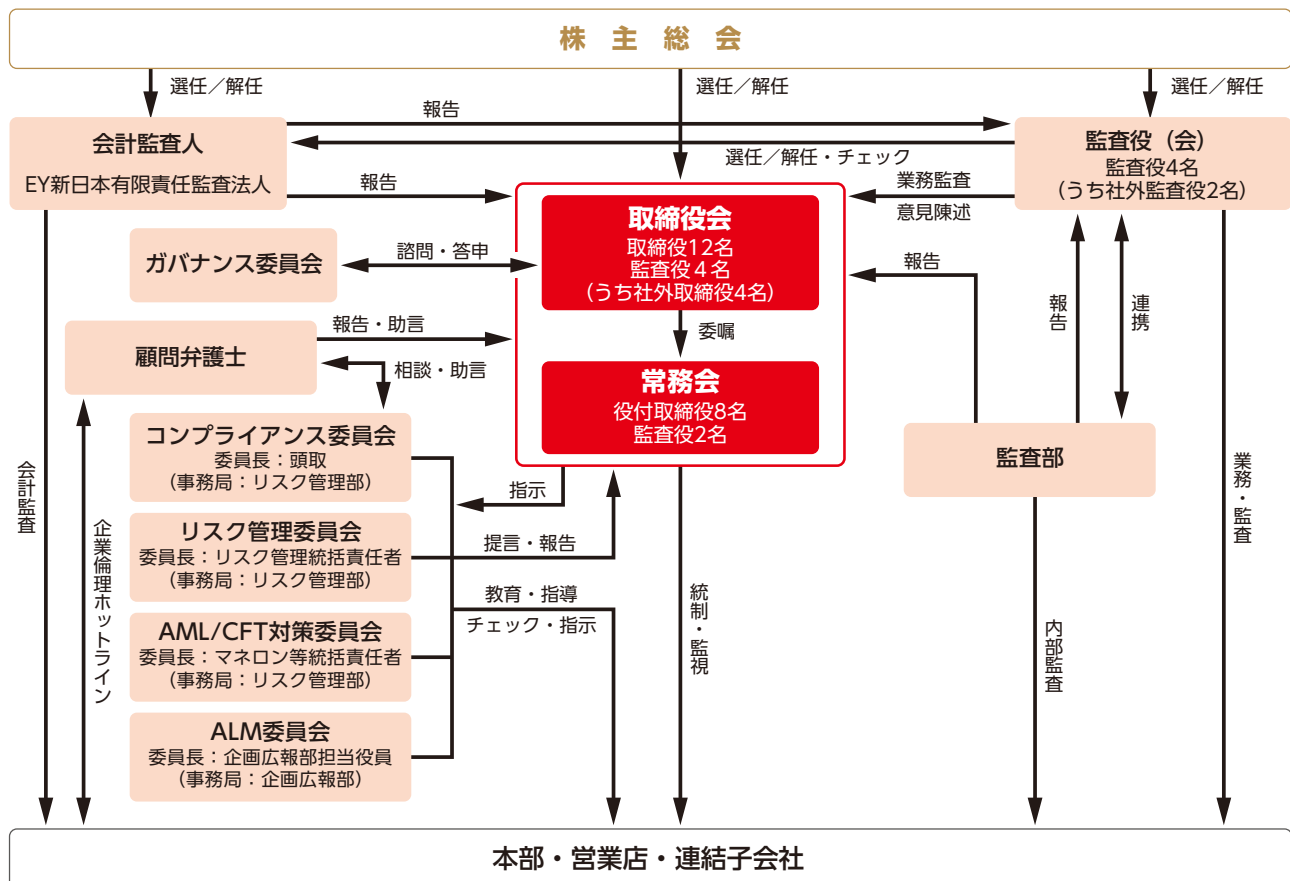 株主総会
選任／解任
選任／解任
選任／解任
報告
会計監査人
EY新日本有限責任監査法人
選任／解任・チェック
監査役（会）
監査役4名
（うち社外監査役2名）
報告
業務監査
意見陳述
取締役会
取締役12名
監査役４名
（うち社外取締役4名）
ガバナンス委員会
諮問・答申
報告
報告・助言
顧問弁護士
相談・助言
委嘱
報告
連携
常務会
役付取締役8名
監査役2名
コンプライアンス委員会
委員長：頭取
（事務局：リスク管理部）
監査部
指示
会計監査
企業倫理ホットライン
リスク管理委員会
委員長：リスク管理統括責任者
（事務局：リスク管理部）
提言・報告
業務・監査
教育・指導
チェック・指示
統制・監視
内部監査
AML/CFT対策委員会
委員長：マネロン等統括責任者
（事務局：リスク管理部）
ALM委員会
委員長：企画広報部担当役員
（事務局：企画広報部）
本部・営業店・連結子会社